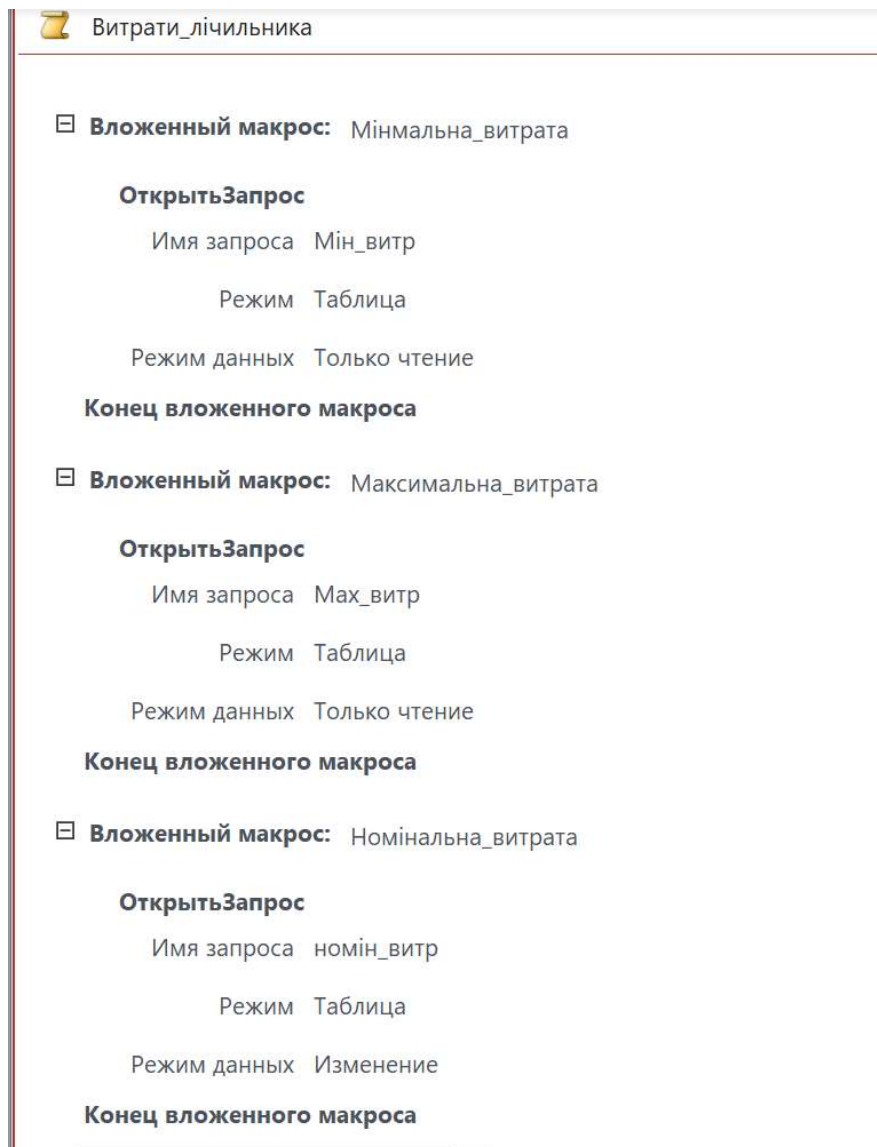 Витрати_лічильника
Вложенный макрос: Мінмальна_витрата
ОткрытьЗапрос
Имя запроса Мін_витр
Режим Таблица
Режим данных Только чтение
Конец вложенного макроса
Вложенный макрос: Максимальна_витрата
ОткрытьЗапрос
Имя запроса Мах_витр
Режим Таблица
Режим данных Только чтение
Конец вложенного макроса
Вложенный макрос: Номінальна_витрата
ОткрытьЗапрос
Имя запроса номін_витр
Режим Таблица
Режим данных Изменение
Конец вложенного макроса